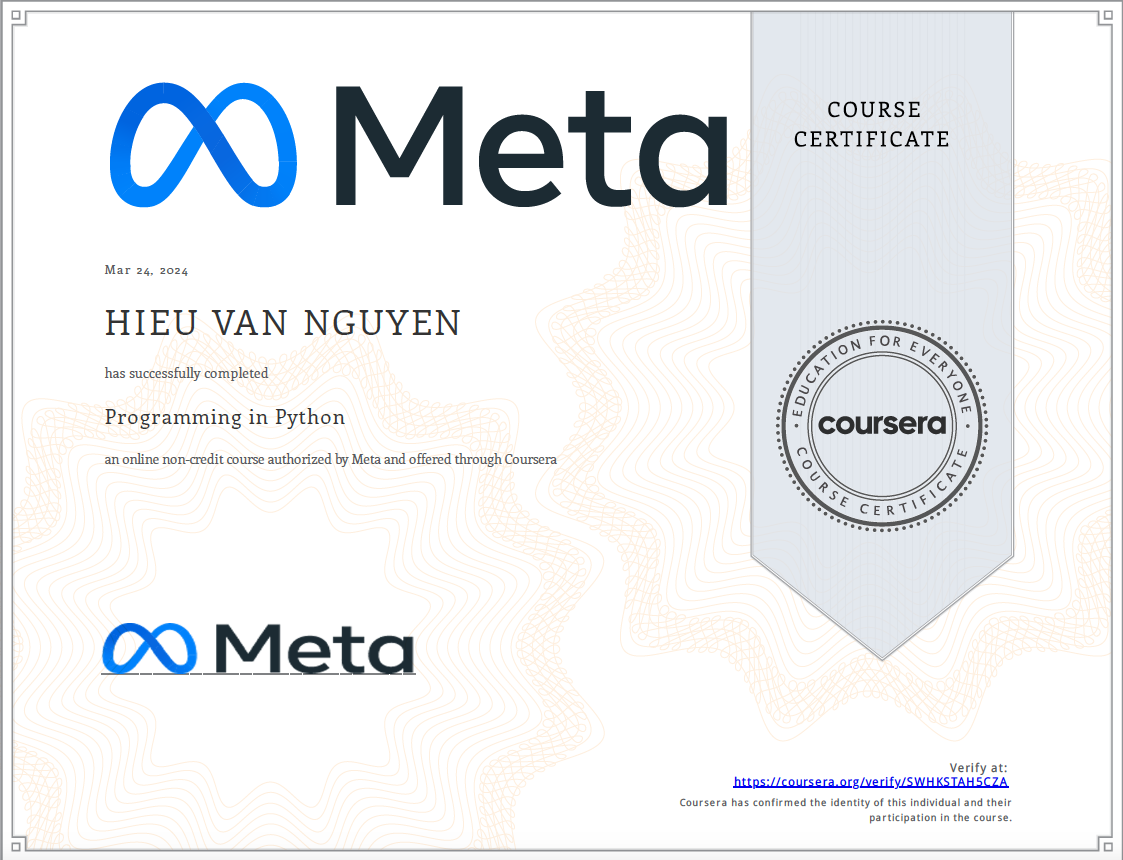 Meta
COURSE
CERTIFICATE
Mar 24, 2024
HIEU VAN NGUYEN
has successfully completed
Programming in Python
an online non-credit course authorized by Meta and offered through Coursera
EDUCATION FOR EVERYONE
coursera
COURSE CERTIFICATE
Meta
Verify at:
https://coursera.org/verify/SWHKSTAH5CZA
Coursera has confirmed the identity of this individual and their
participation in the course.